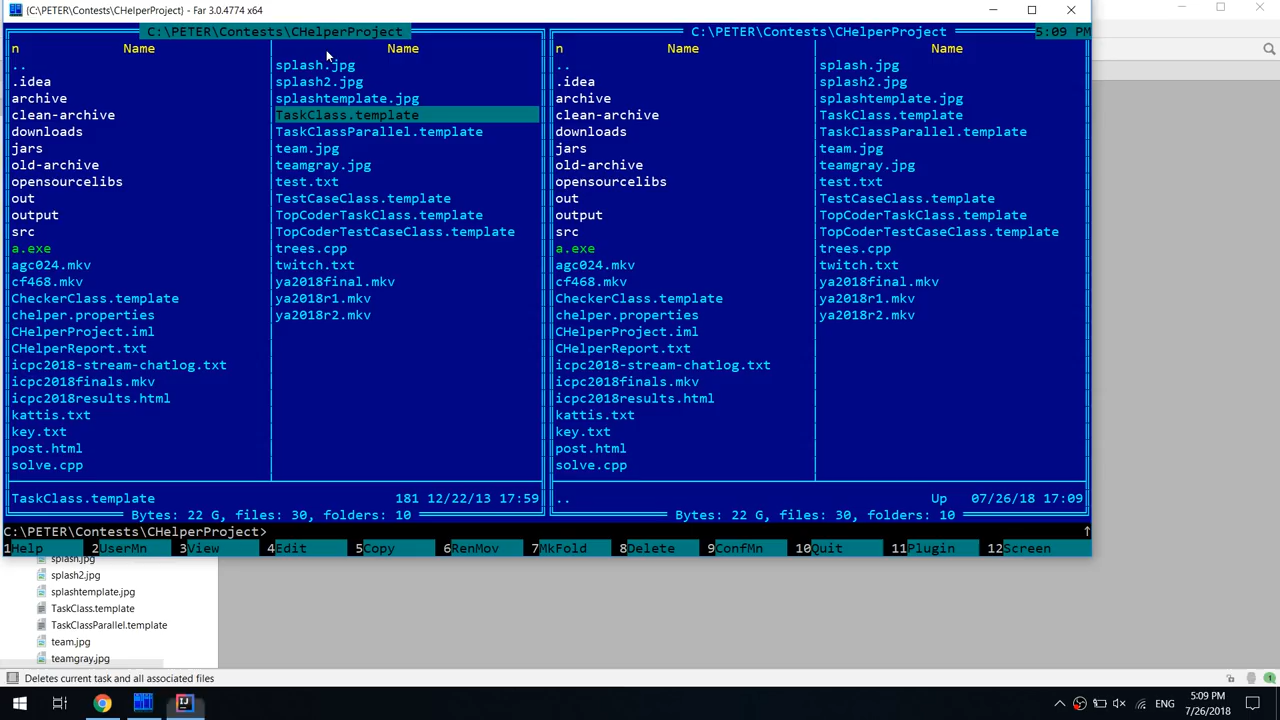 {C:\PETER\Contests\CHelperProject} - Far 3.0.4774 x64
C:\PETER\Contests\CHelperProject
n Name Name
..
.idea
archive
clean-archive
downloads
jars
old-archive
opensourcelibs
out
output
src
a.exe
agc024.mkv
cf468.mkv
CheckerClass.template
chelper.properties
CHelperProject.iml
CHelperReport.txt
icpc2018-stream-chatlog.txt
icpc2018finals.mkv
icpc2018results.html
kattis.txt
key.txt
post.html
solve.cpp
splash.jpg
splash2.jpg
splashtemplate.jpg
TaskClass.template
TaskClassParallel.template
team.jpg
teamgray.jpg
test.txt
TestCaseClass.template
TopCoderTaskClass.template
TopCoderTestCaseClass.template
trees.cpp
twitch.txt
ya2018final.mkv
ya2018r1.mkv
ya2018r2.mkv
TaskClass.template 181 12/22/13 17:59
Bytes: 22 G, files: 30, folders: 10
C:\PETER\Contests\CHelperProject 5:09 PM
n Name Name
..
.idea
archive
clean-archive
downloads
jars
old-archive
opensourcelibs
out
output
src
a.exe
agc024.mkv
cf468.mkv
CheckerClass.template
chelper.properties
CHelperProject.iml
CHelperReport.txt
icpc2018-stream-chatlog.txt
icpc2018finals.mkv
icpc2018results.html
kattis.txt
key.txt
post.html
solve.cpp
splash.jpg
splash2.jpg
splashtemplate.jpg
TaskClass.template
TaskClassParallel.template
team.jpg
teamgray.jpg
test.txt
TestCaseClass.template
TopCoderTaskClass.template
TopCoderTestCaseClass.template
trees.cpp
twitch.txt
ya2018final.mkv
ya2018r1.mkv
ya2018r2.mkv
.. Up 07/26/18 17:09
Bytes: 22 G, files: 30, folders: 10
C:\PETER\Contests\CHelperProject>
1Help 2UserMn 3View 4Edit 5Copy 6RenMov 7MkFold 8Delete 9ConfMn 10Quit 11Plugin 12Screen
splash.jpg
splash2.jpg
splashtemplate.jpg
TaskClass.template
TaskClassParallel.template
team.jpg
teamgray.jpg
Deletes current task and all associated files
1
ENG
5:09 PM
7/26/2018